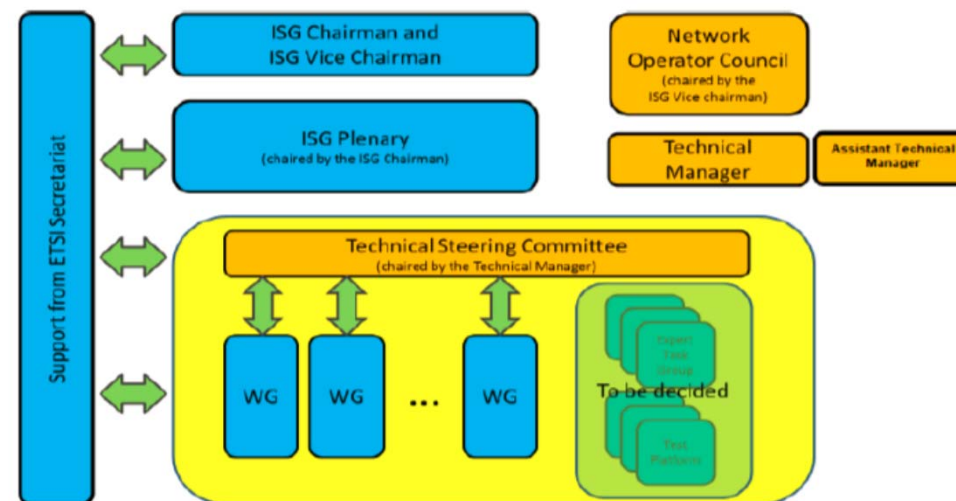 Support from ETSI Secretariat
ISG Chairman and
ISG Vice Chairman
Network
Operator Council
(chaired by the
ISG Vice chairman)
ISG Plenary
(chaired by the ISG Chairman)
Technical
Manager
Assistant Technical
Manager
Technical Steering Committee
(chaired by the Technical Manager)
WG
WG
...
WG
Expert
Task
Group
To be decided
Test
Platform